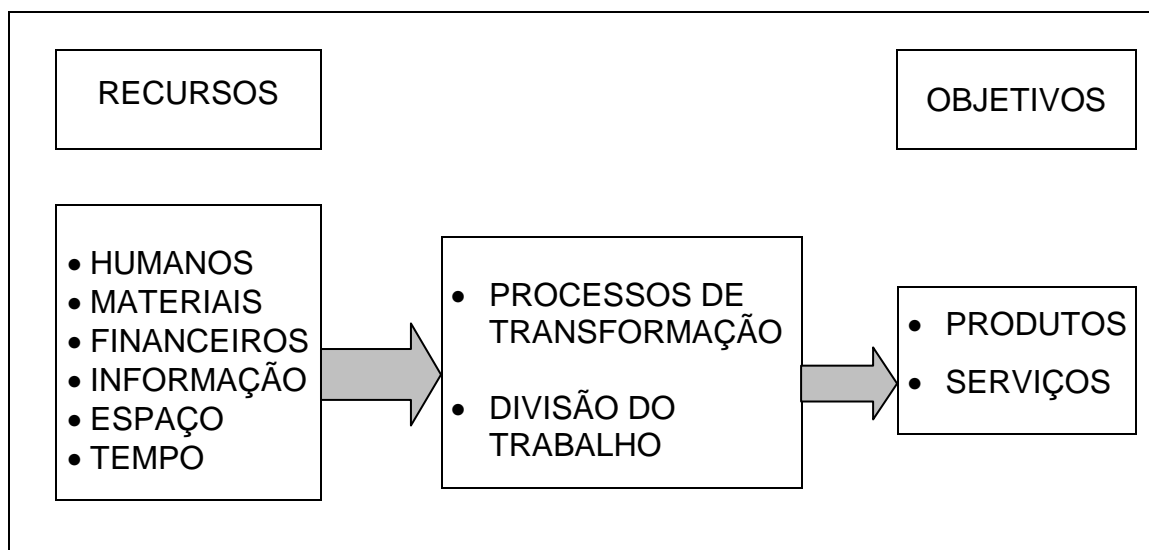 RECURSOS
OBJETIVOS
• HUMANOS
• MATERIAIS
• FINANCEIROS
• INFORMAÇÃO
• ESPAÇO
• TEMPO
• PROCESSOS DE
TRANSFORMAÇÃO
• DIVISÃO DO
TRABALHO
• PRODUTOS
• SERVIÇOS